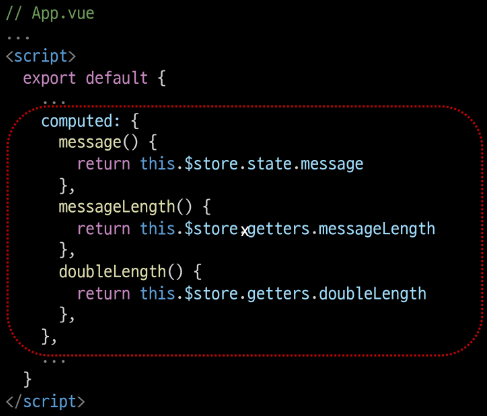 // App.vue
...
<script>
  export default {
    ...
    computed: {
      message() {
        return this.$store.state.message
      },
      messageLength() {
        return this.$store.getters.messageLength
      },
      doubleLength() {
        return this.$store.getters.doubleLength
      },
    },
    ...
  }
</script>